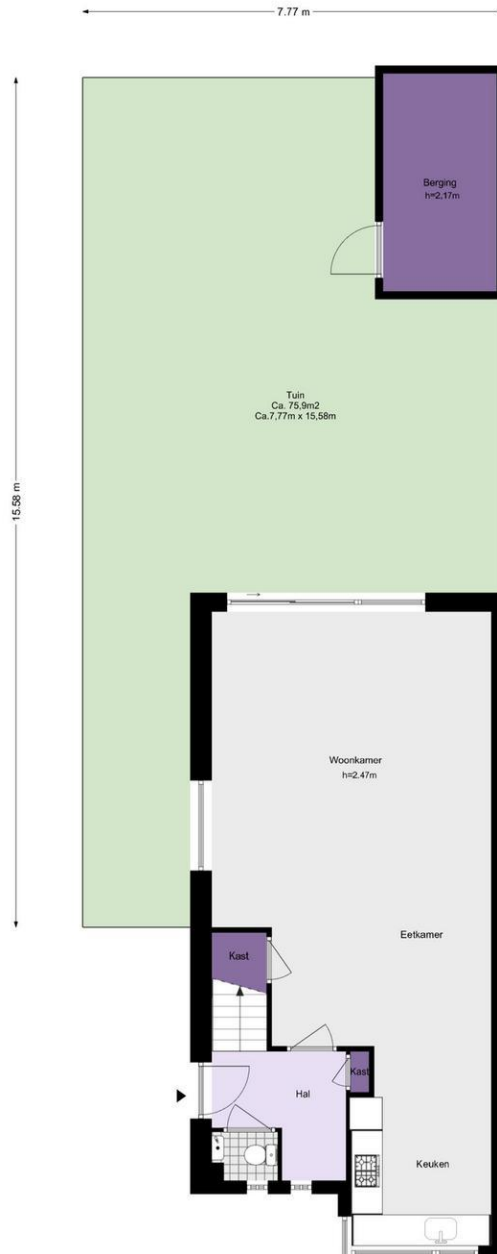 7.77 m
Berging
h=2,17m
15.58 m
Tuin
Ca. 75,9m2
Ca.7,77m x 15,58m
Woonkamer
h=2.47m
Eetkamer
Kast
Kast
Hal
Keuken